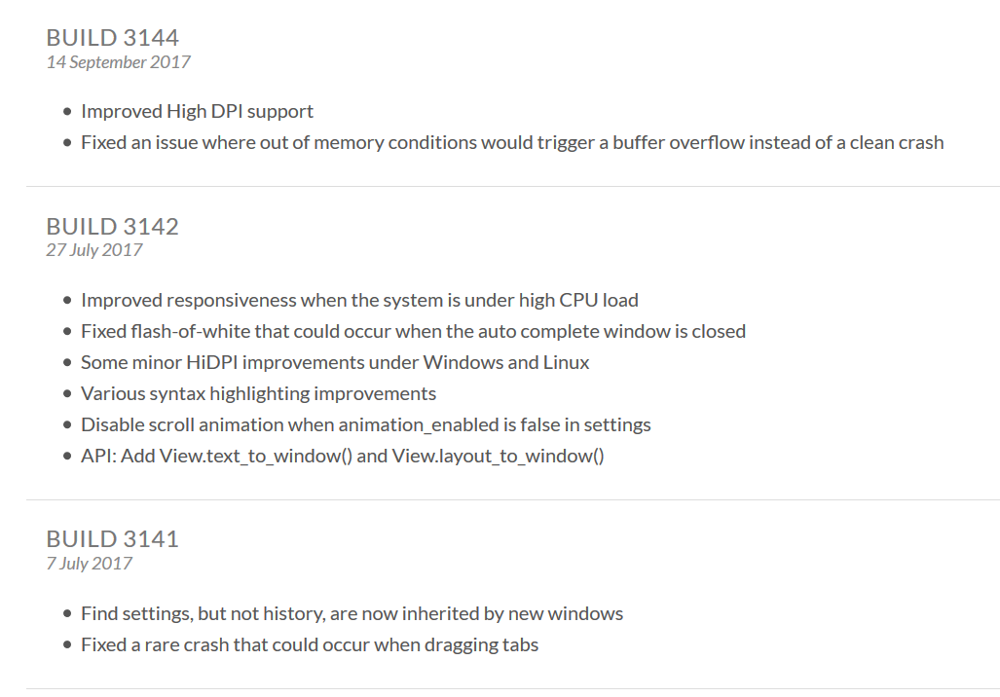 BUILD 3144
14 September 2017
Improved High DPI support
Fixed an issue where out of memory conditions would trigger a buffer overflow instead of a clean crash
BUILD 3142
27 July 2017
Improved responsiveness when the system is under high CPU load
Fixed flash-of-white that could occur when the auto complete window is closed
Some minor HiDPI improvements under Windows and Linux
Various syntax highlighting improvements
Disable scroll animation when animation_enabled is false in settings
API: Add View.text_to_window() and View.layout_to_window()
BUILD 3141
7 July 2017
Find settings, but not history, are now inherited by new windows
Fixed a rare crash that could occur when dragging tabs